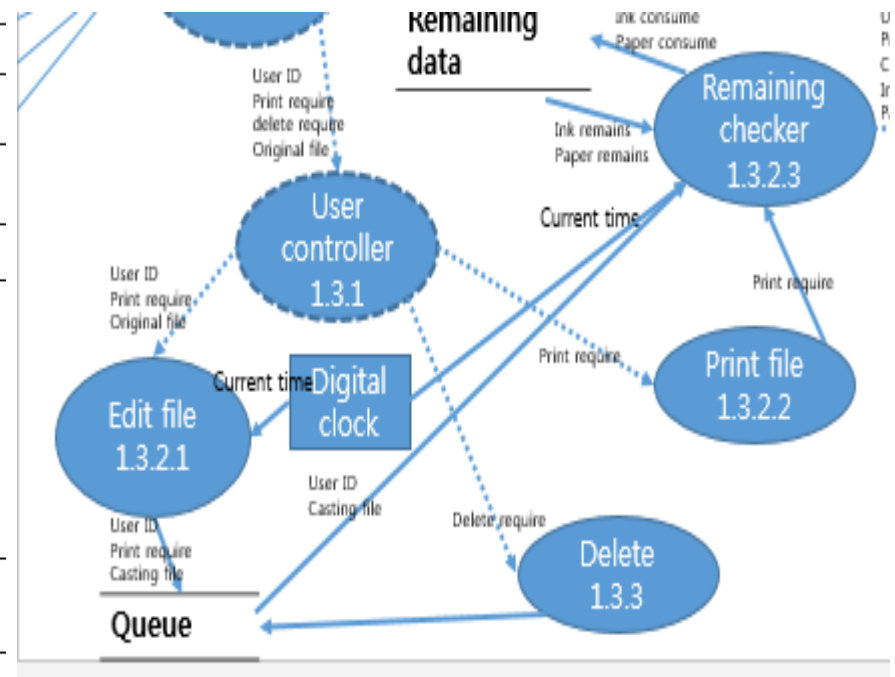 Remaining
data
Ink consume
Paper consume
Remaining
checker
1.3.2.3
Ink remains
Paper remains
User ID
Print require
delete require
Original file
User
controller
1.3.1
Current time
User ID
Print require
Original file
Print require
Print require
Print file
1.3.2.2
Current time
Digital
clock
Edit file
1.3.2.1
User ID
Casting file
Delete require
User ID
Print require
Casting file
Delete
1.3.3
Queue